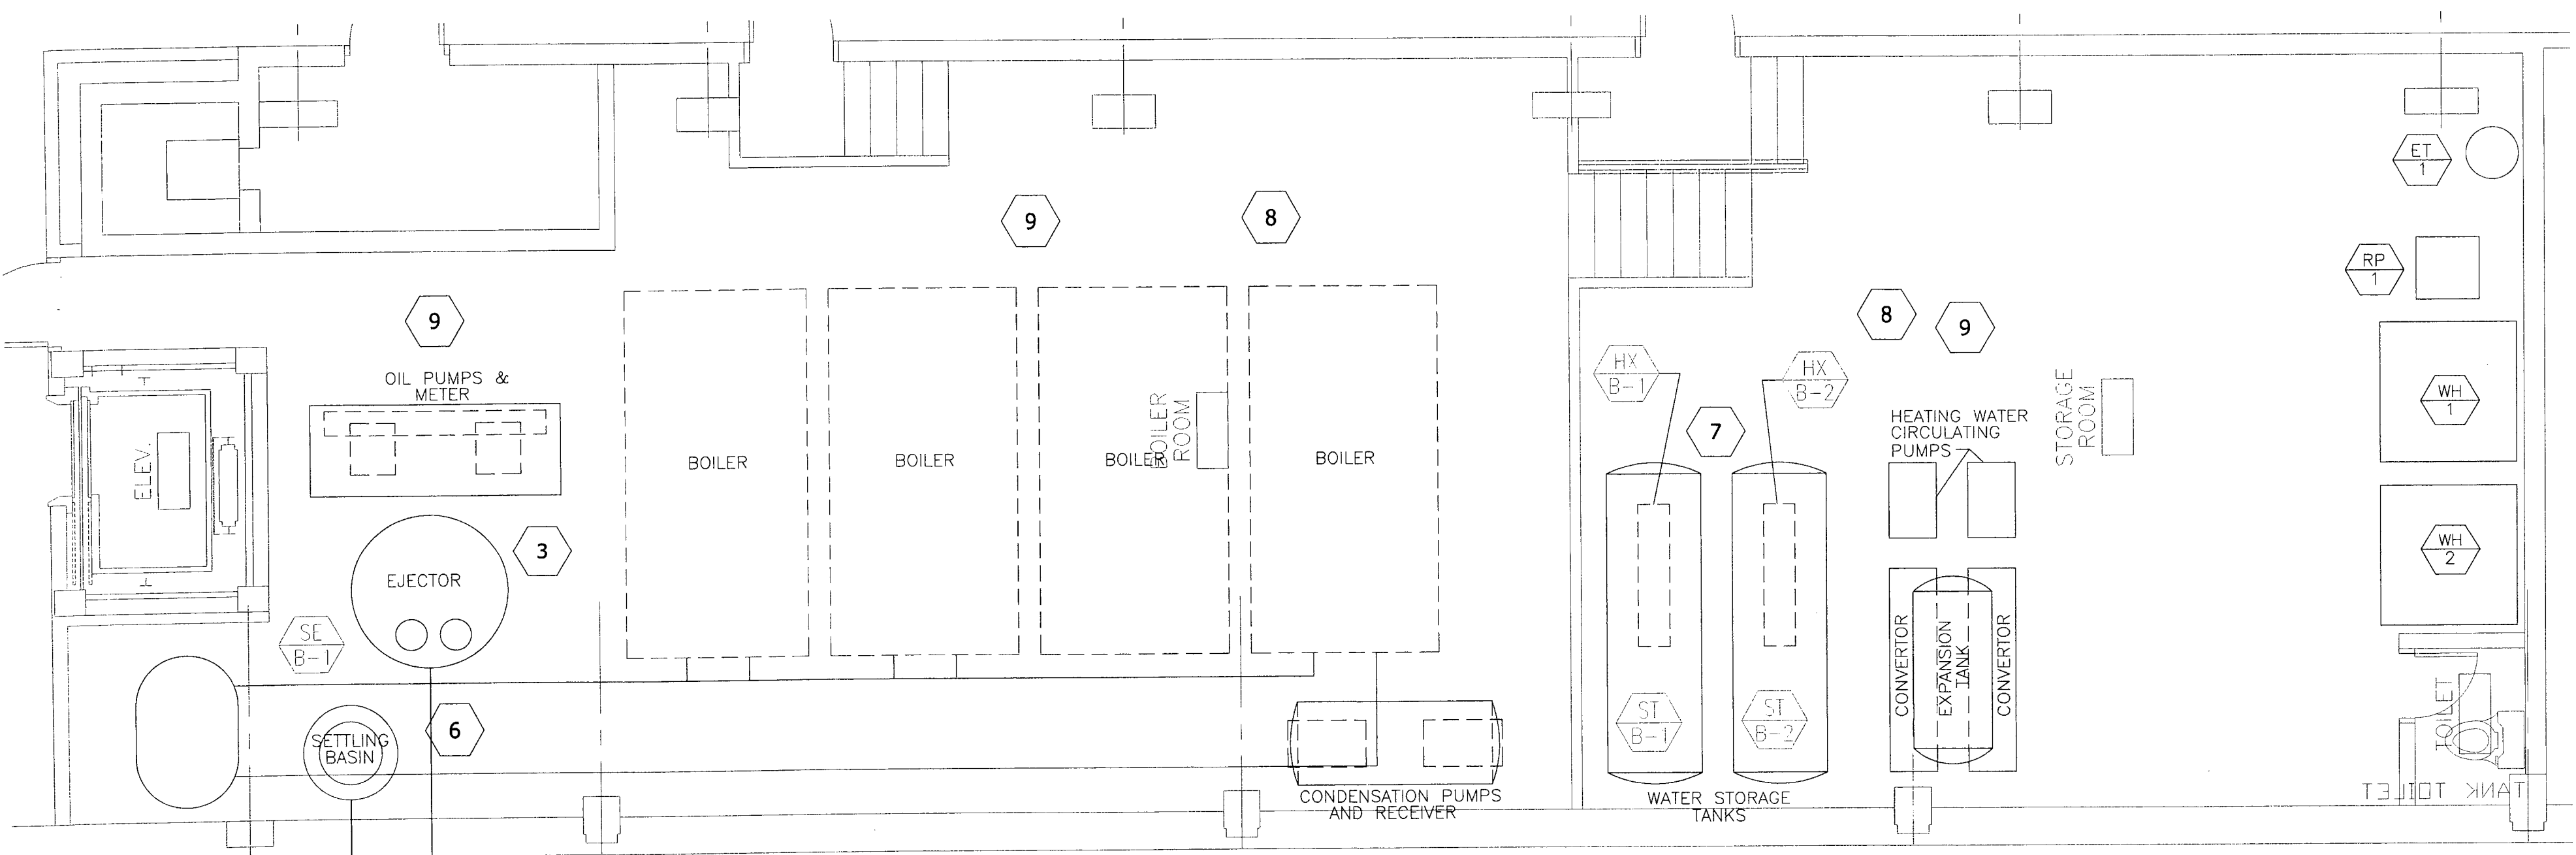 ET
1
9
8
RP
1
9
8
9
OIL PUMPS &
METER
HX
B-1
HX
B-2
ELEV.
BOILER
BOILER
BOILER
BOILER
BOILER
ROOM
7
HEATING WATER
CIRCULATING
PUMPS
STORAGE
ROOM
WH
1
WH
2
3
EJECTOR
SE
B-1
6
SETTLING
BASIN
CONDENSATION PUMPS
AND RECEIVER
ST
B-1
ST
B-2
WATER STORAGE
TANKS
CONVERTOR
EXPANSION
TANK
CONVERTOR
TOILET
TANK TOILET